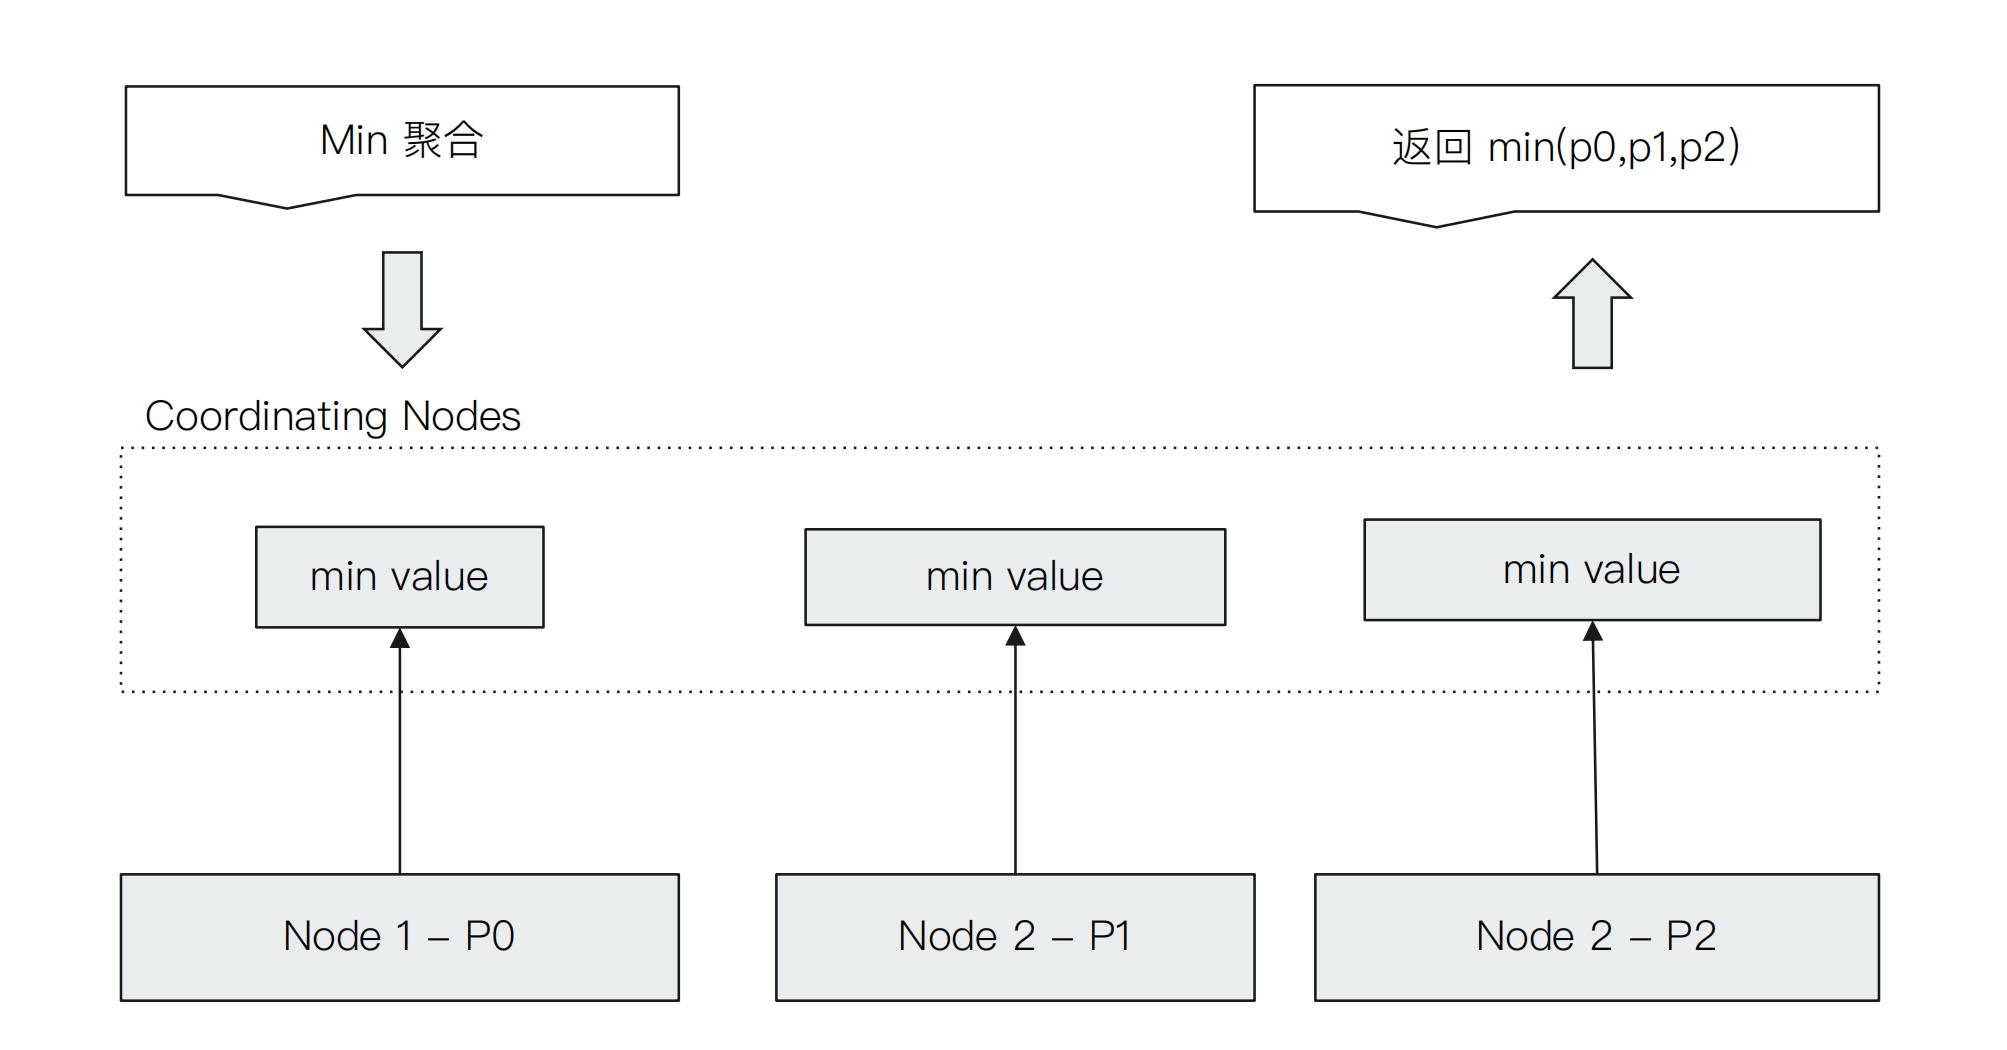 Min 聚合
返回 min(p0,p1,p2)
Coordinating Nodes
min value
min value
min value
Node 1 – P0
Node 2 – P1
Node 2 – P2